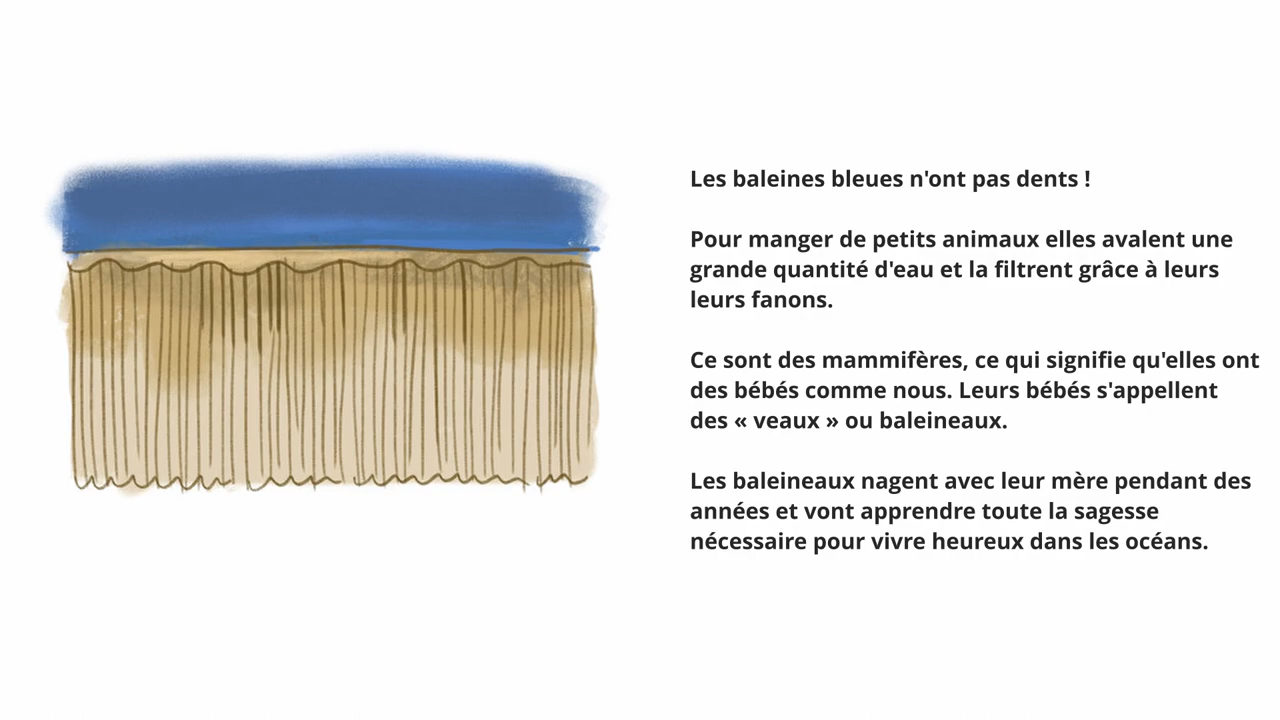 Les baleines bleues n'ont pas dents !
Pour manger de petits animaux elles avalent une
grande quantité d'eau et la filtrent grâce à leurs
leurs fanons.
Ce sont des mammifères, ce qui signifie qu'elles ont
des bébés comme nous. Leurs bébés s'appellent
des « veaux » ou baleineaux.
Les baleineaux nagent avec leur mère pendant des
années et vont apprendre toute la sagesse
nécessaire pour vivre heureux dans les océans.